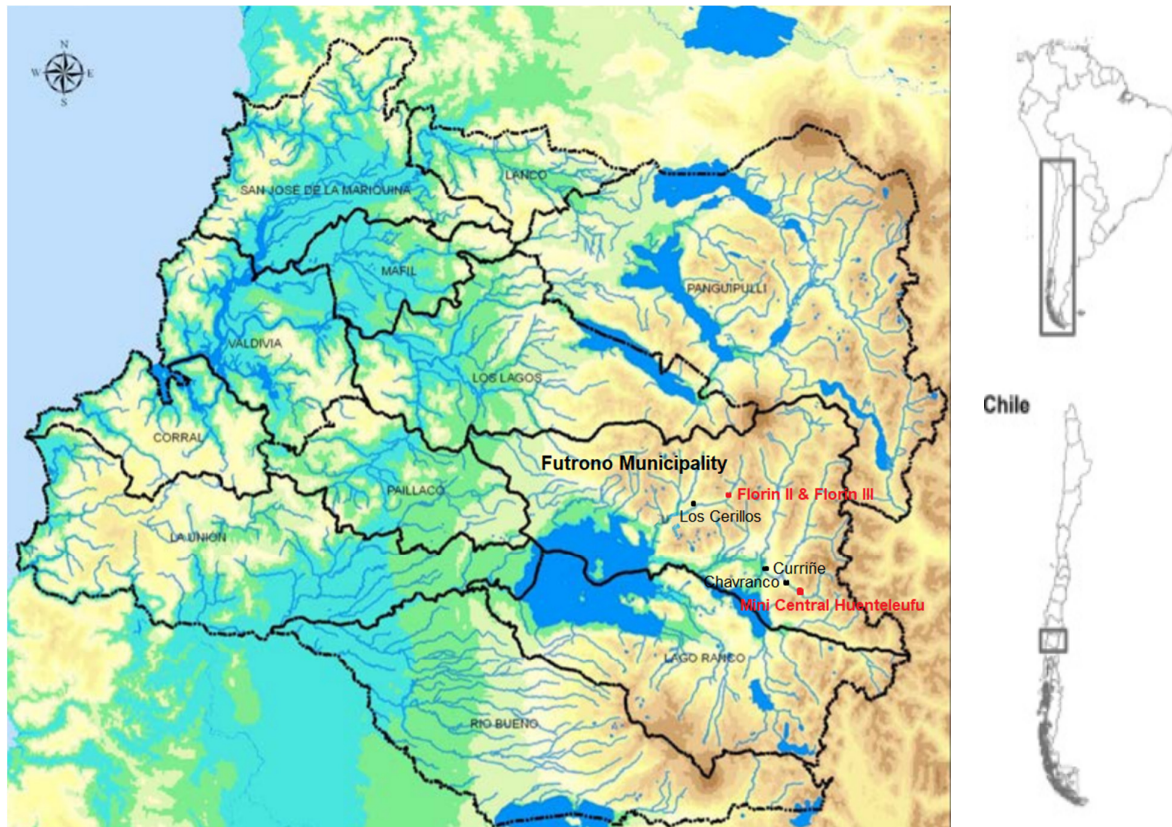 N
W E
S
LANCO
SAN JOSE DE LA MARIQUINA
MAFIL
PANGUIPULLI
VALDIVIA
LOS LAGOS
CORRAL
Futrono Municipality
PAILLACO
Florin II & Florin III
Los Cerillos
LA UNION
Curriñe
Chavranco
Mini Central Huenteleufu
LAGO RANCO
RIO BUENO
Chile